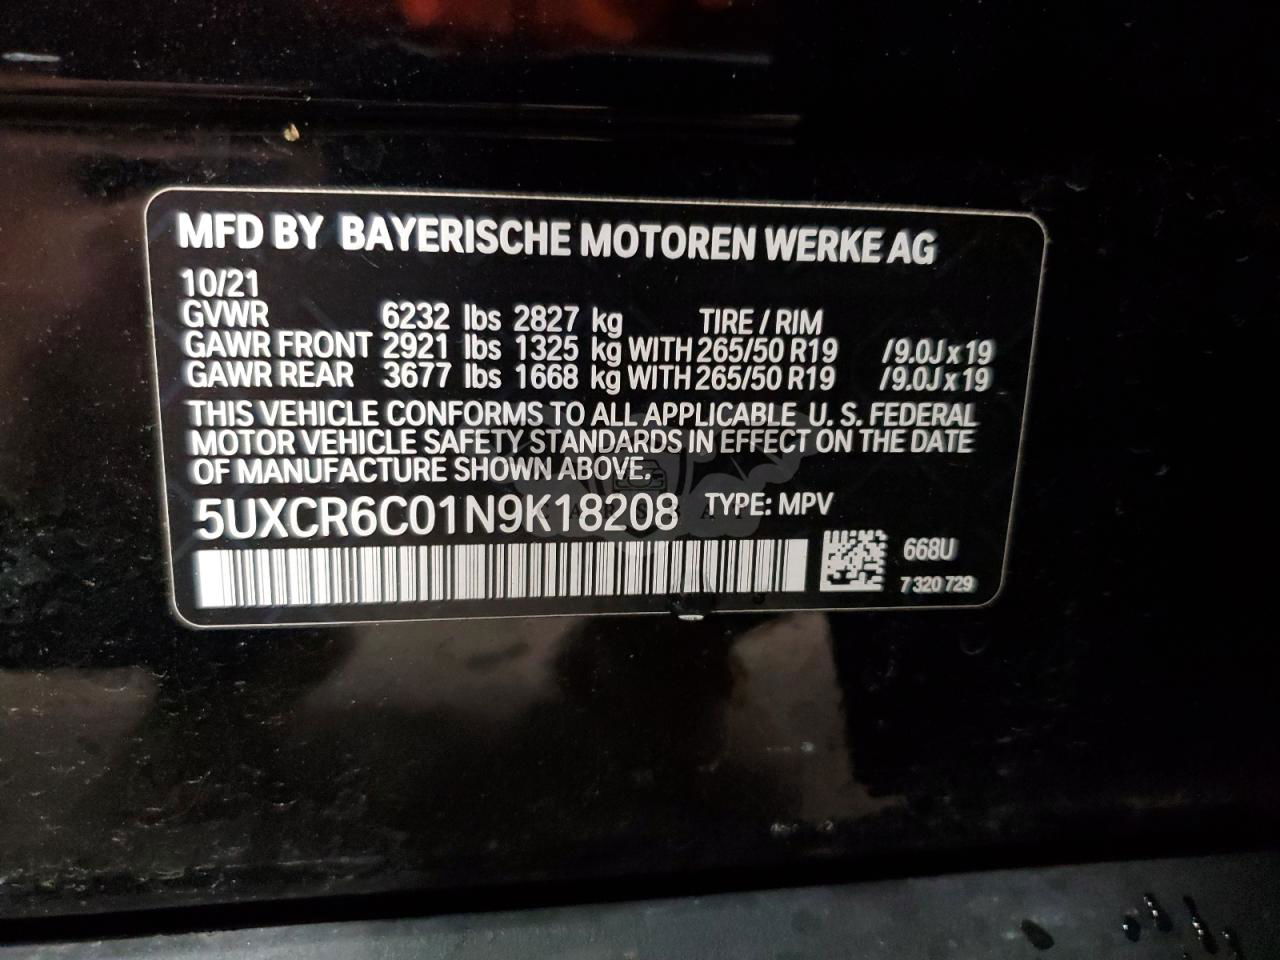 MFD BY BAYERISCHE MOTOREN WERKE AG
10/21
GVWR 6232 lbs 2827 kg TIRE / RIM
GAWR FRONT 2921 lbs 1325 kg WITH 265/50 R19 /9.0J x 19
GAWR REAR 3677 lbs 1668 kg WITH 265/50 R19 /9.0J x 19
THIS VEHICLE CONFORMS TO ALL APPLICABLE U. S. FEDERAL
MOTOR VEHICLE SAFETY STANDARDS IN EFFECT ON THE DATE
OF MANUFACTURE SHOWN ABOVE.
5UXCR6C01N9K18208 TYPE: MPV
668U
7 320 729